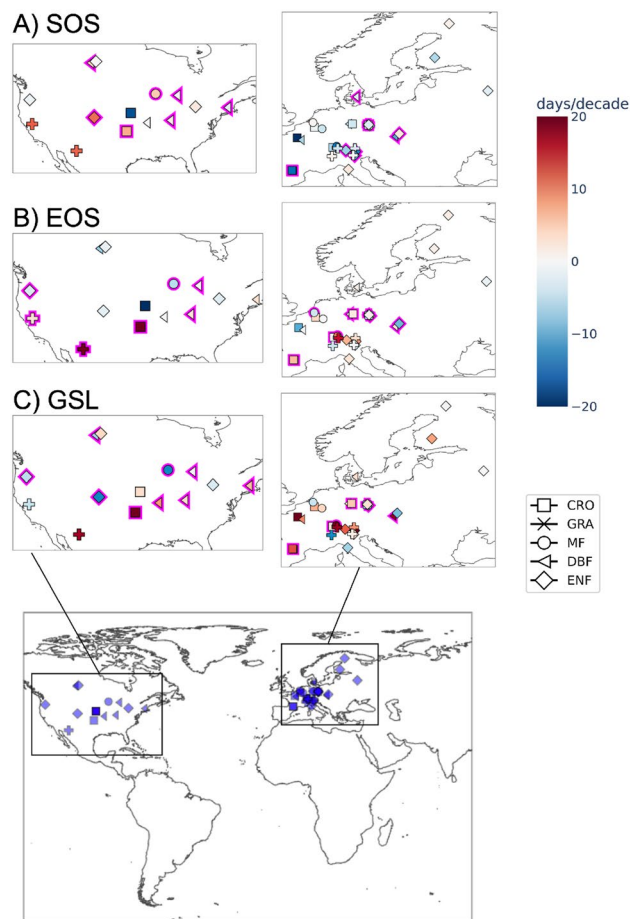 A) SOS
days/decade
20
10
0
−10
−20
B) EOS
C) GSL
CRO
GRA
MF
DBF
ENF